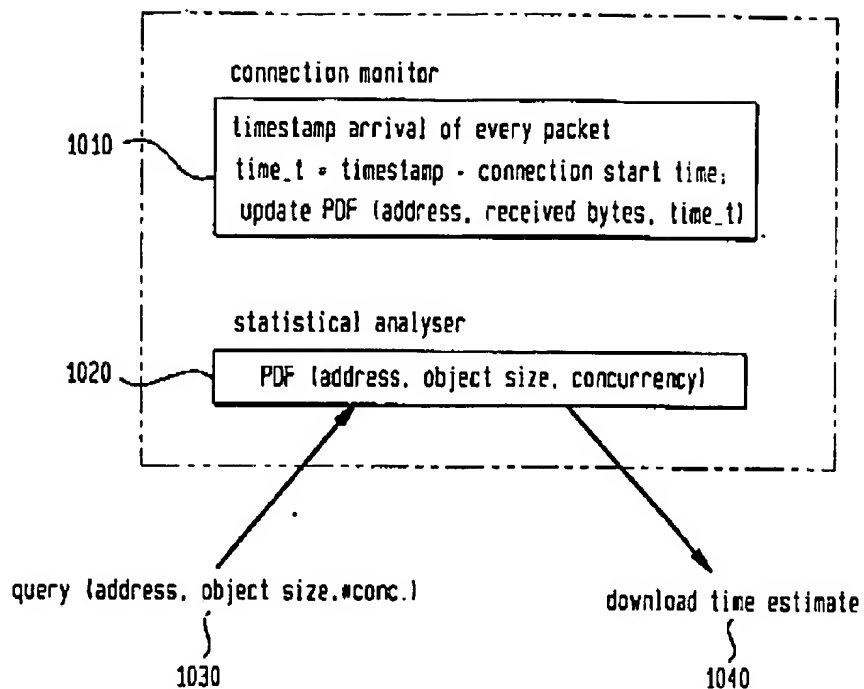 connection monitor
1010
timestamp arrival of every packet
time_t = timestamp - connection start time;
update PDF (address, received bytes, time_t)
statistical analyser
1020
PDF (address, object size, concurrency)
query (address, object size, #conc.)
download time estimate
1030
1040